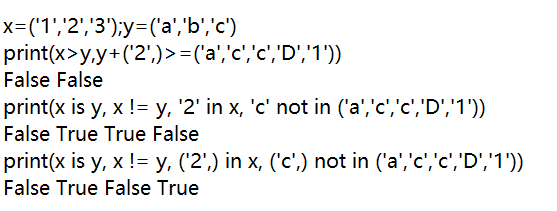 x=('1','2','3');y=('a','b','c')
print(x>y,y+('2',)>=('a','c','c','D','1'))
False False
print(x is y, x != y, '2' in x, 'c' not in ('a','c','c','D','1'))
False True True False
print(x is y, x != y, ('2',) in x, ('c',) not in ('a','c','c','D','1'))
False True False True